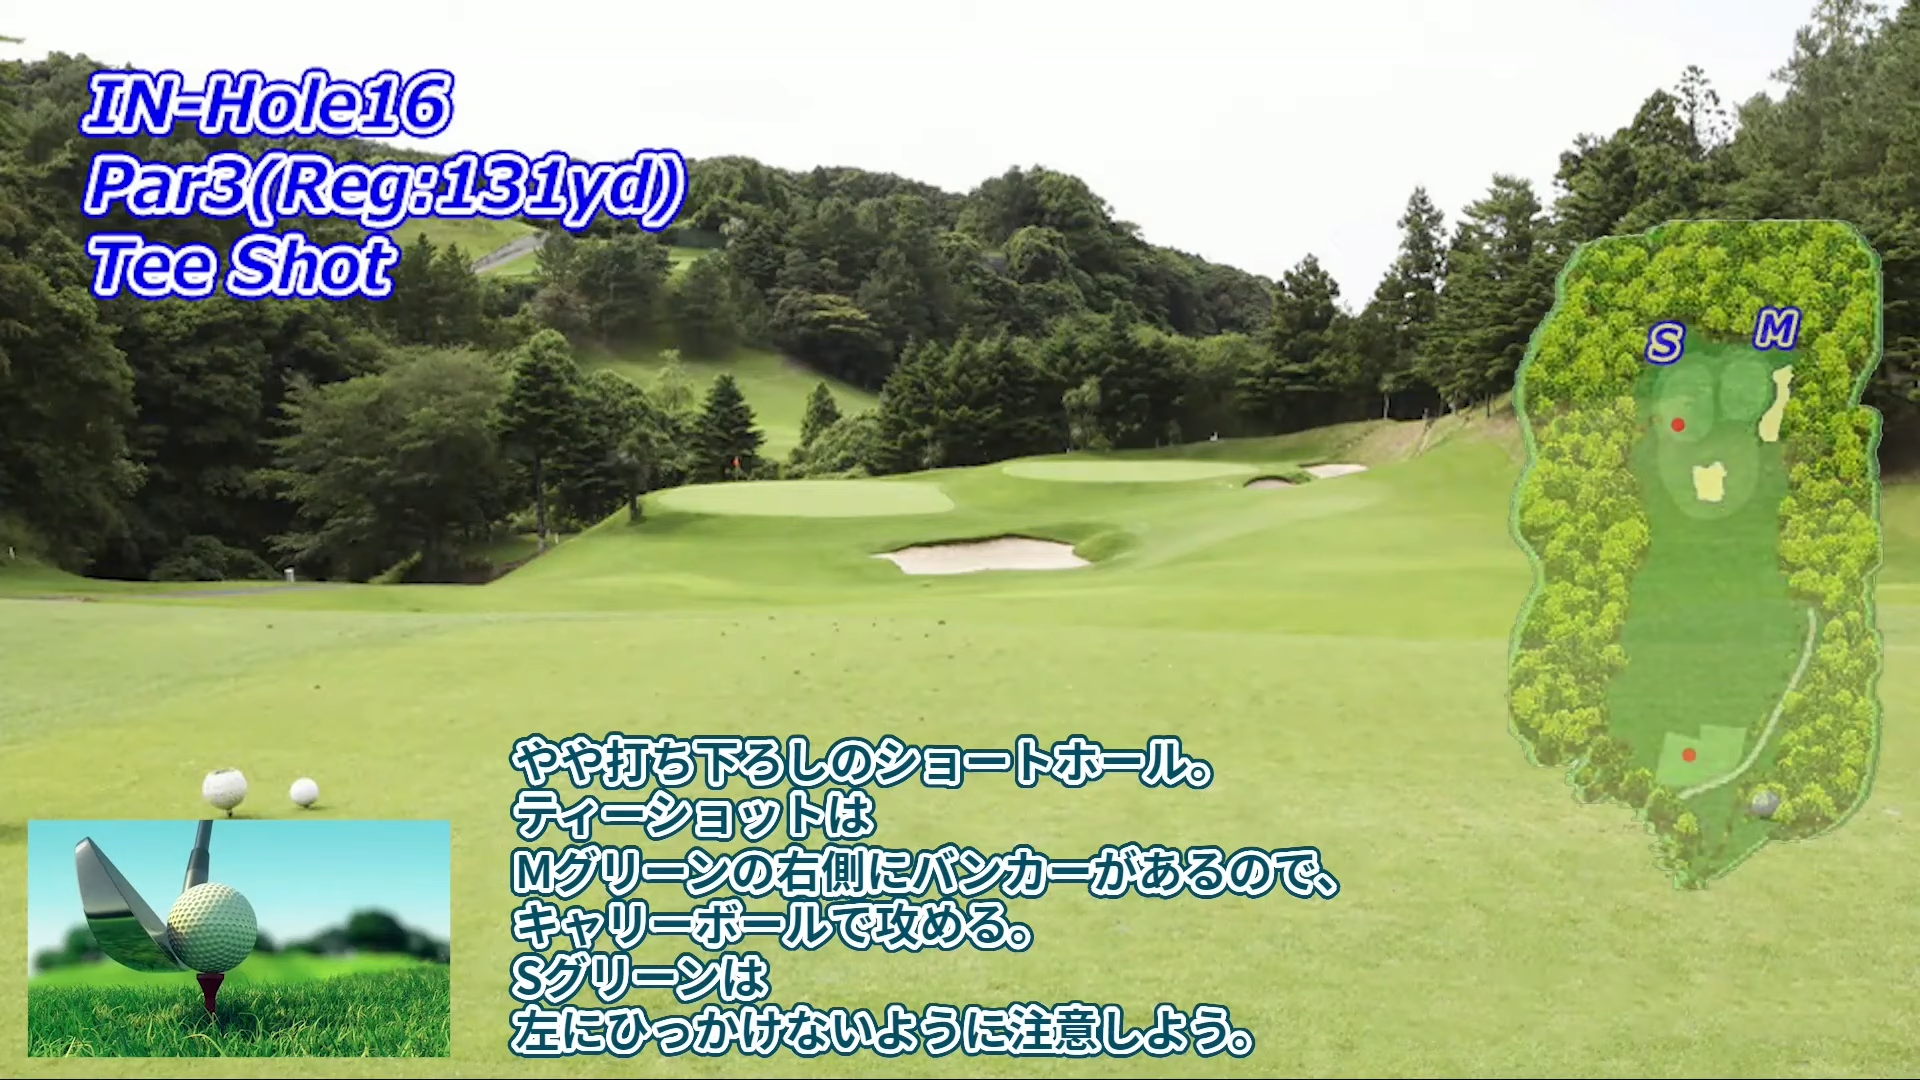 IN-Hole16
Par3(Reg:131yd)
Tee Shot
S
M
やや打ち下ろしのショートホール。
ティーショットは
Mグリーンの右側にバンカーがあるので、
キャリーボールで攻める。
Sグリーンは
左にひっかけないように注意しよう。